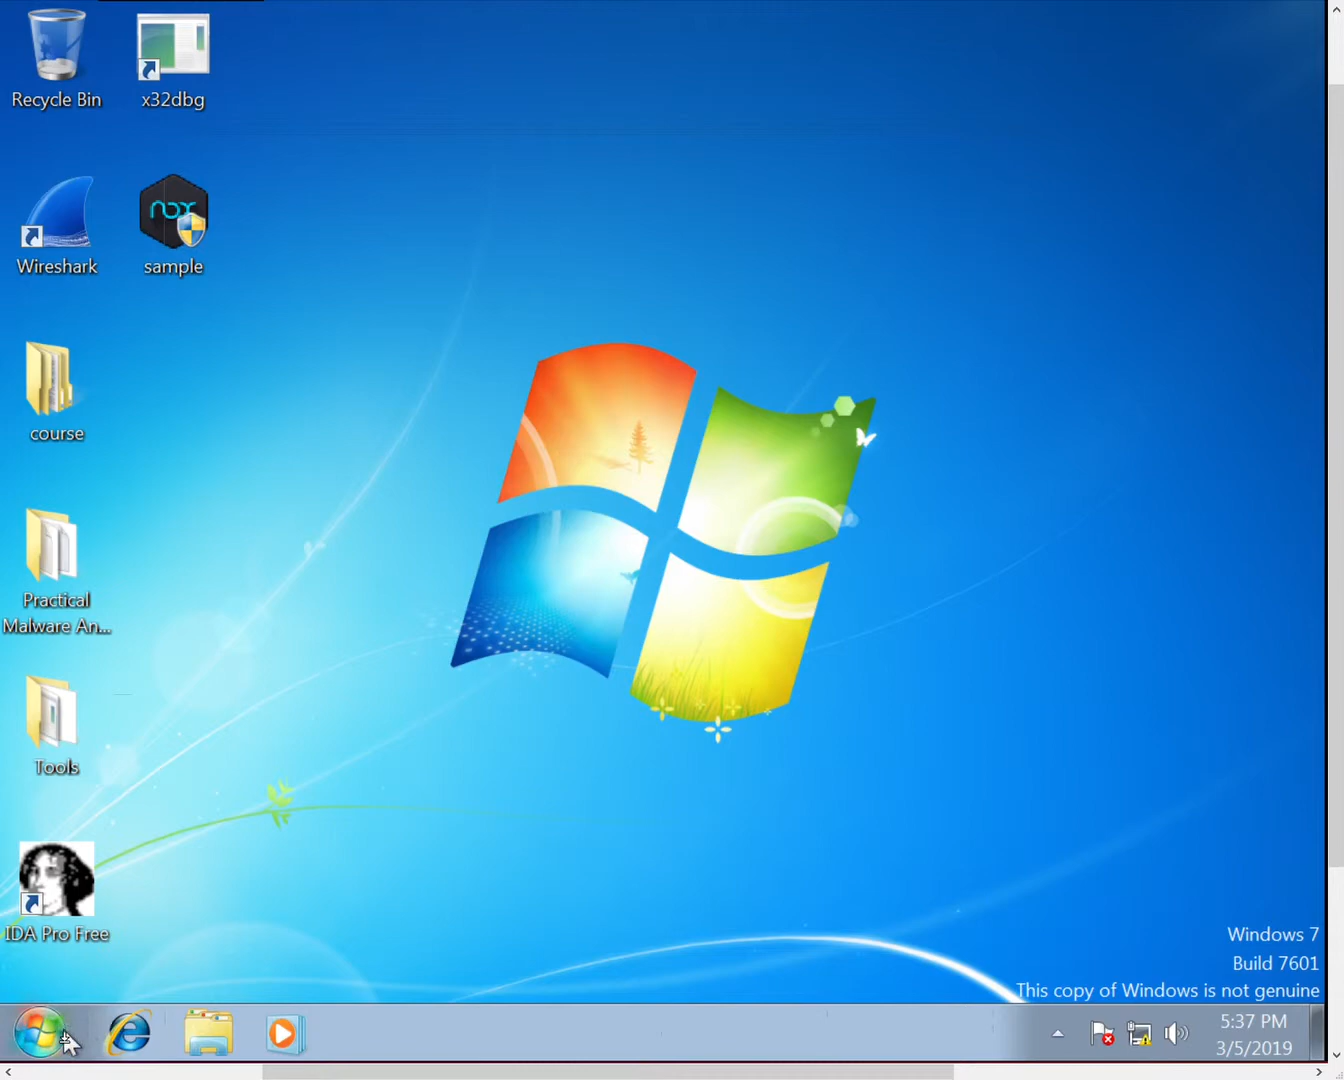 Recycle Bin
x32dbg
nox
Wireshark
sample
course
Practical
Malware An...
Tools
IDA Pro Free
Windows 7
Build 7601
This copy of Windows is not genuine
5:37 PM
3/5/2019